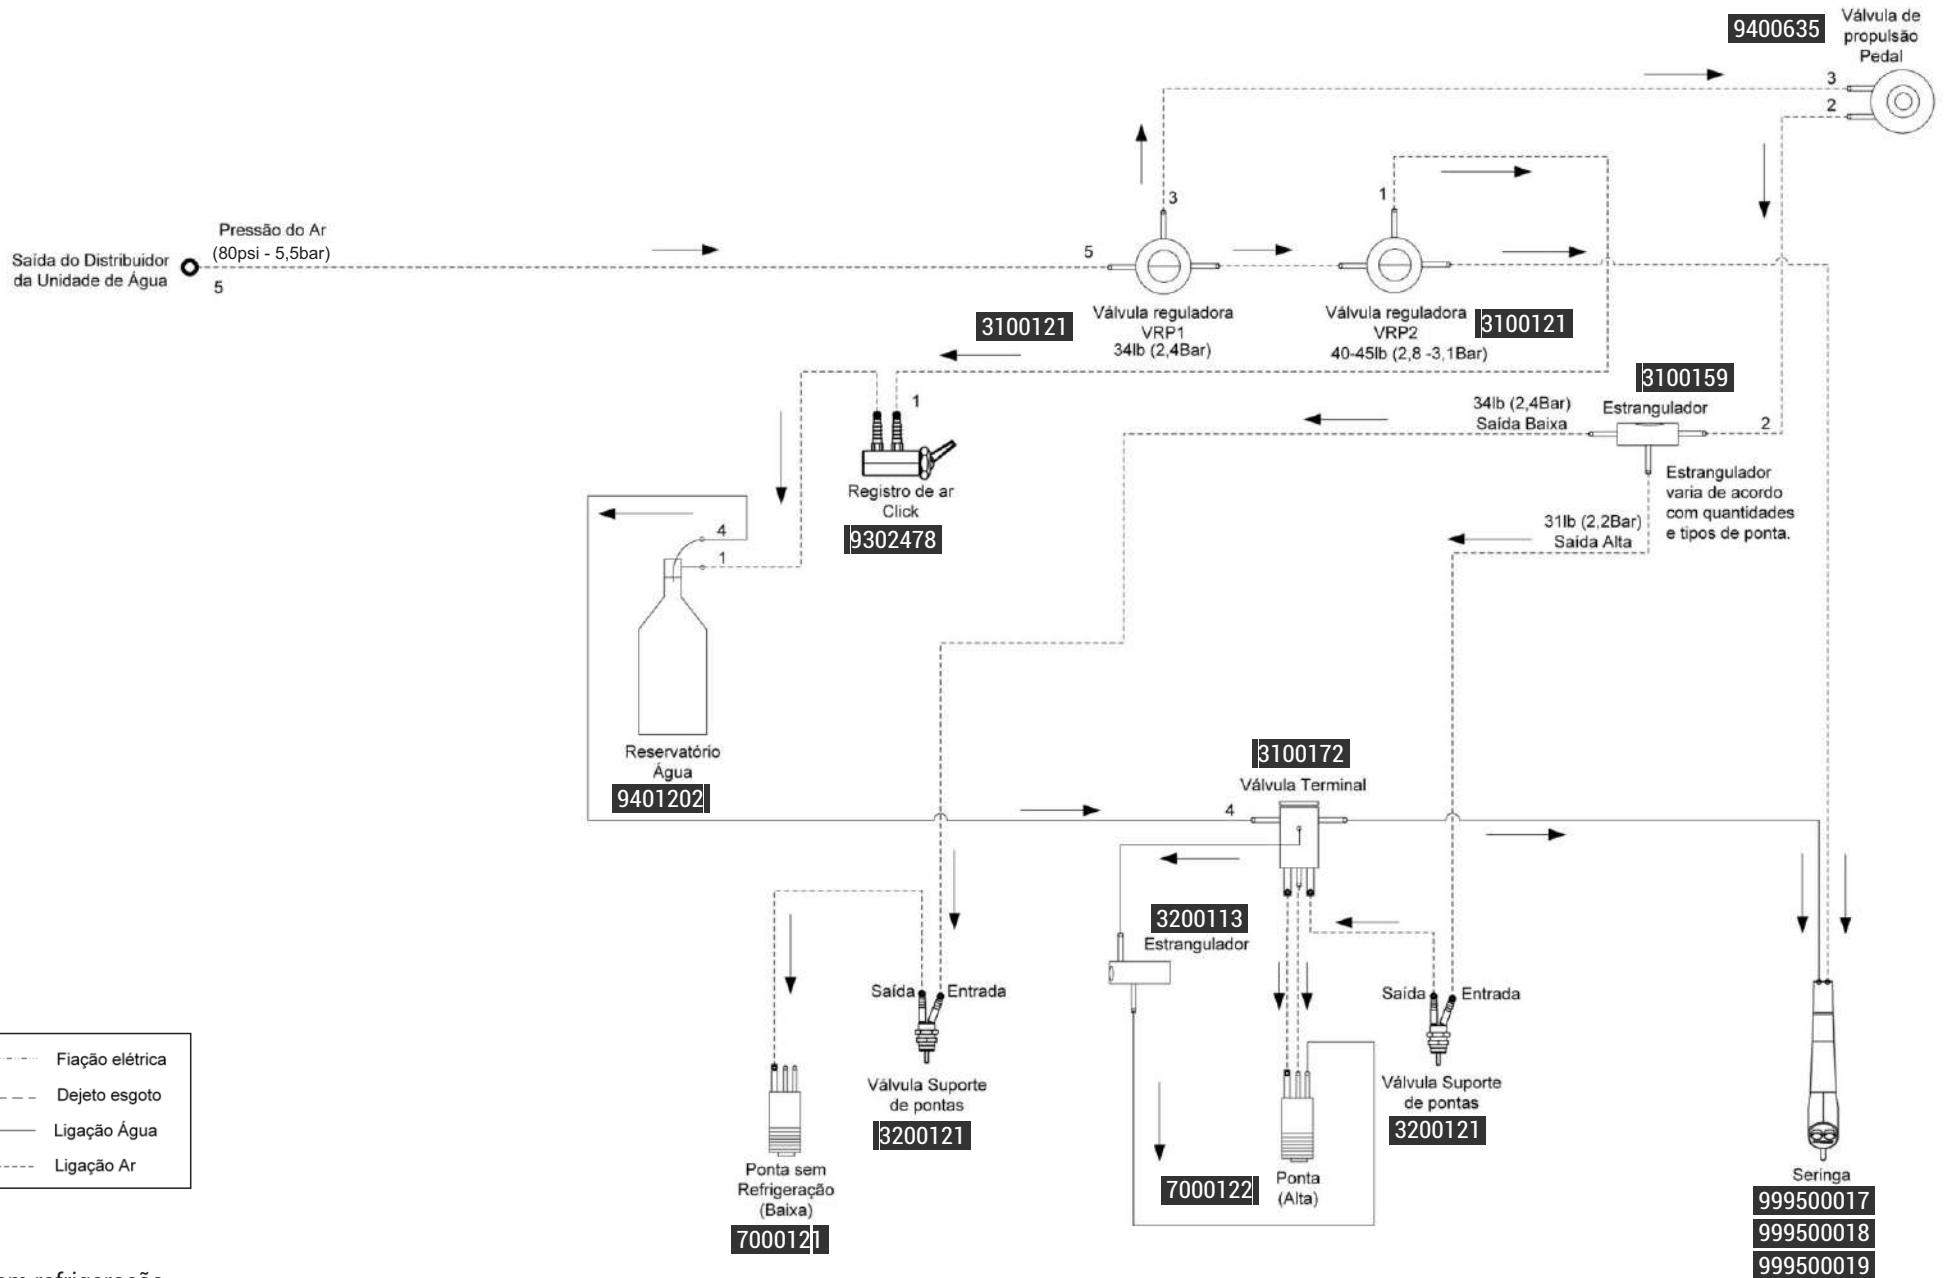 9400635
Válvula de
propulsão
Pedal
3
2
3
1
Pressão do Ar
(80psi - 5,5bar)
Saída do Distribuidor
da Unidade de Água
5
5
3100121
Válvula reguladora
VRP1
34lb (2,4Bar)
Válvula reguladora
VRP2
40-45lb (2,8 -3,1Bar)
3100121
3100159
34lb (2,4Bar)
Saída Baixa
Estrangulador
2
1
Registro de ar
Click
9302478
Estrangulador
varia de acordo
com quantidades
e tipos de ponta.
31lb (2,2Bar)
Saída Alta
4
1
Reservatório
Água
9401202
3100172
Válvula Terminal
4
3200113
Estrangulador
Saída
Entrada
Saída
Entrada
Válvula Suporte
de pontas
3200121
Válvula Suporte
de pontas
3200121
Fiação elétrica
Dejeto esgoto
Ligação Água
Ligação Ar
Ponta sem
Refrigeração
(Baixa)
7000121
7000122
Ponta
(Alta)
Seringa
999500017
999500018
999500019